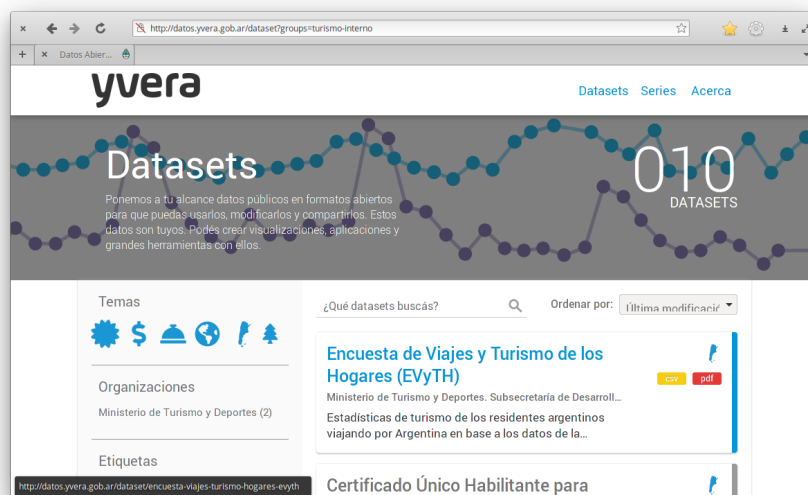 http://datos.yvera.gob.ar/dataset?groups=turismo-interno
Datos Abier...
yvera
Datasets Series Acerca
Datasets
Ponemos a tu alcance datos públicos en formatos abiertos
para que puedas usarlos, modificarlos y compartirlos. Estos
datos son tuyos. Podés crear visualizaciones, aplicaciones y
grandes herramientas con ellos.
010
DATASETS
Temas
Organizaciones
Ministerio de Turismo y Deportes (2)
Etiquetas
¿Qué datasets buscás?
Ordenar por:
Última modificació
Encuesta de Viajes y Turismo de los
Hogares (EVyTH)
csv pdf
Ministerio de Turismo y Deportes. Subsecretaría de Desarroll...
Estadísticas de turismo de los residentes argentinos
viajando por Argentina en base a los datos de la...
Certificado Único Habilitante para
http://datos.yvera.gob.ar/dataset/encuesta-viajes-turismo-hogares-evyth